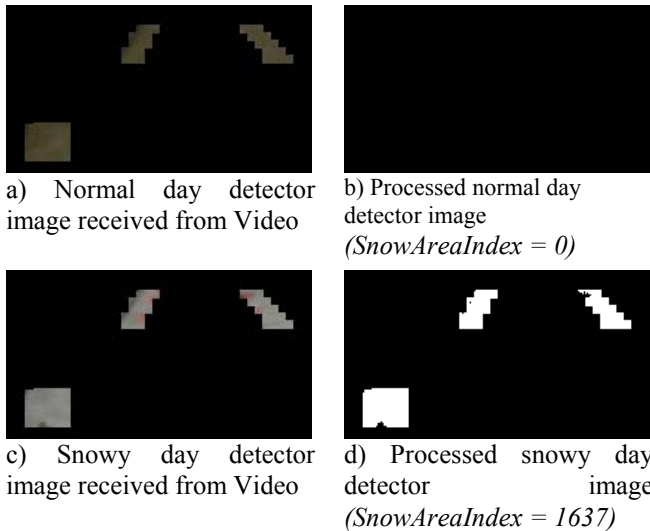 a) Normal day detector
image received from Video
b) Processed normal day
detector image
(SnowAreaIndex = 0)
c) Snowy day detector
image received from Video
d) Processed snowy day
detector image
(SnowAreaIndex = 1637)